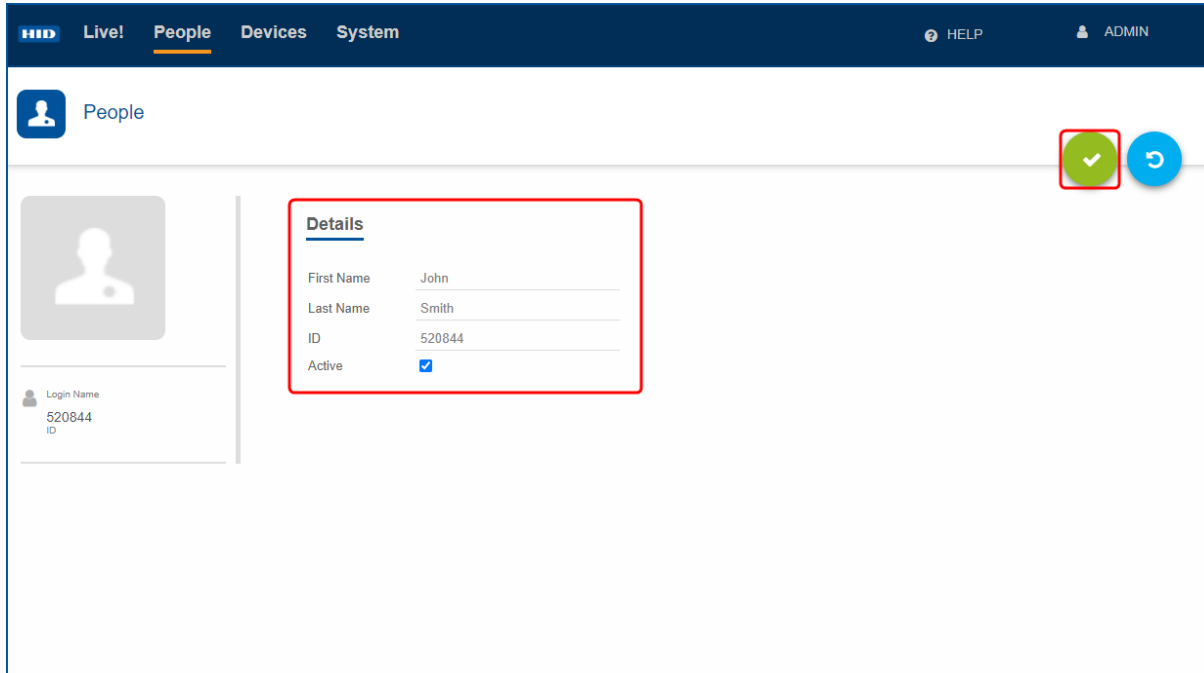 HID Live! People Devices System HELP ADMIN
People
Details
First Name John
Last Name Smith
ID 520844
Active
Login Name
520844
ID